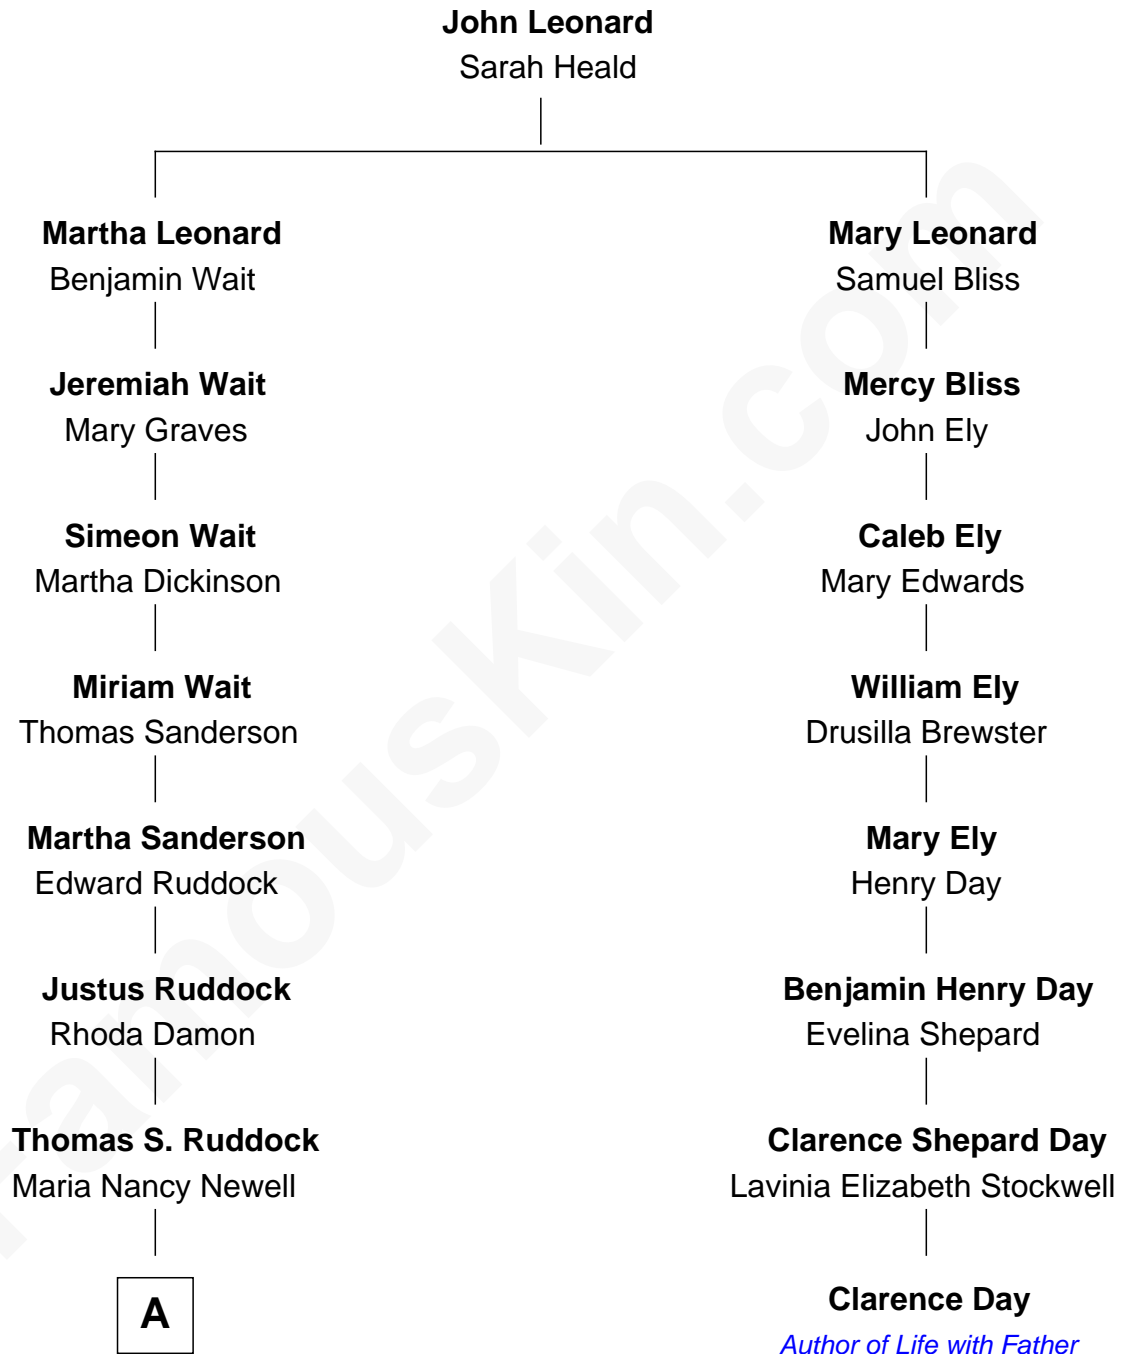 John Leonard
Sarah Heald
Martha Leonard
Benjamin Wait
Mary Leonard
Samuel Bliss
Jeremiah Wait
Mary Graves
Mercy Bliss
John Ely
Simeon Wait
Martha Dickinson
Caleb Ely
Mary Edwards
Miriam Wait
Thomas Sanderson
William Ely
Drusilla Brewster
Martha Sanderson
Edward Ruddock
Mary Ely
Henry Day
Justus Ruddock
Rhoda Damon
Benjamin Henry Day
Evelina Shepard
Thomas S. Ruddock
Maria Nancy Newell
Clarence Shepard Day
Lavinia Elizabeth Stockwell
A
Clarence Day
Author of Life with Father
FamousKin.com